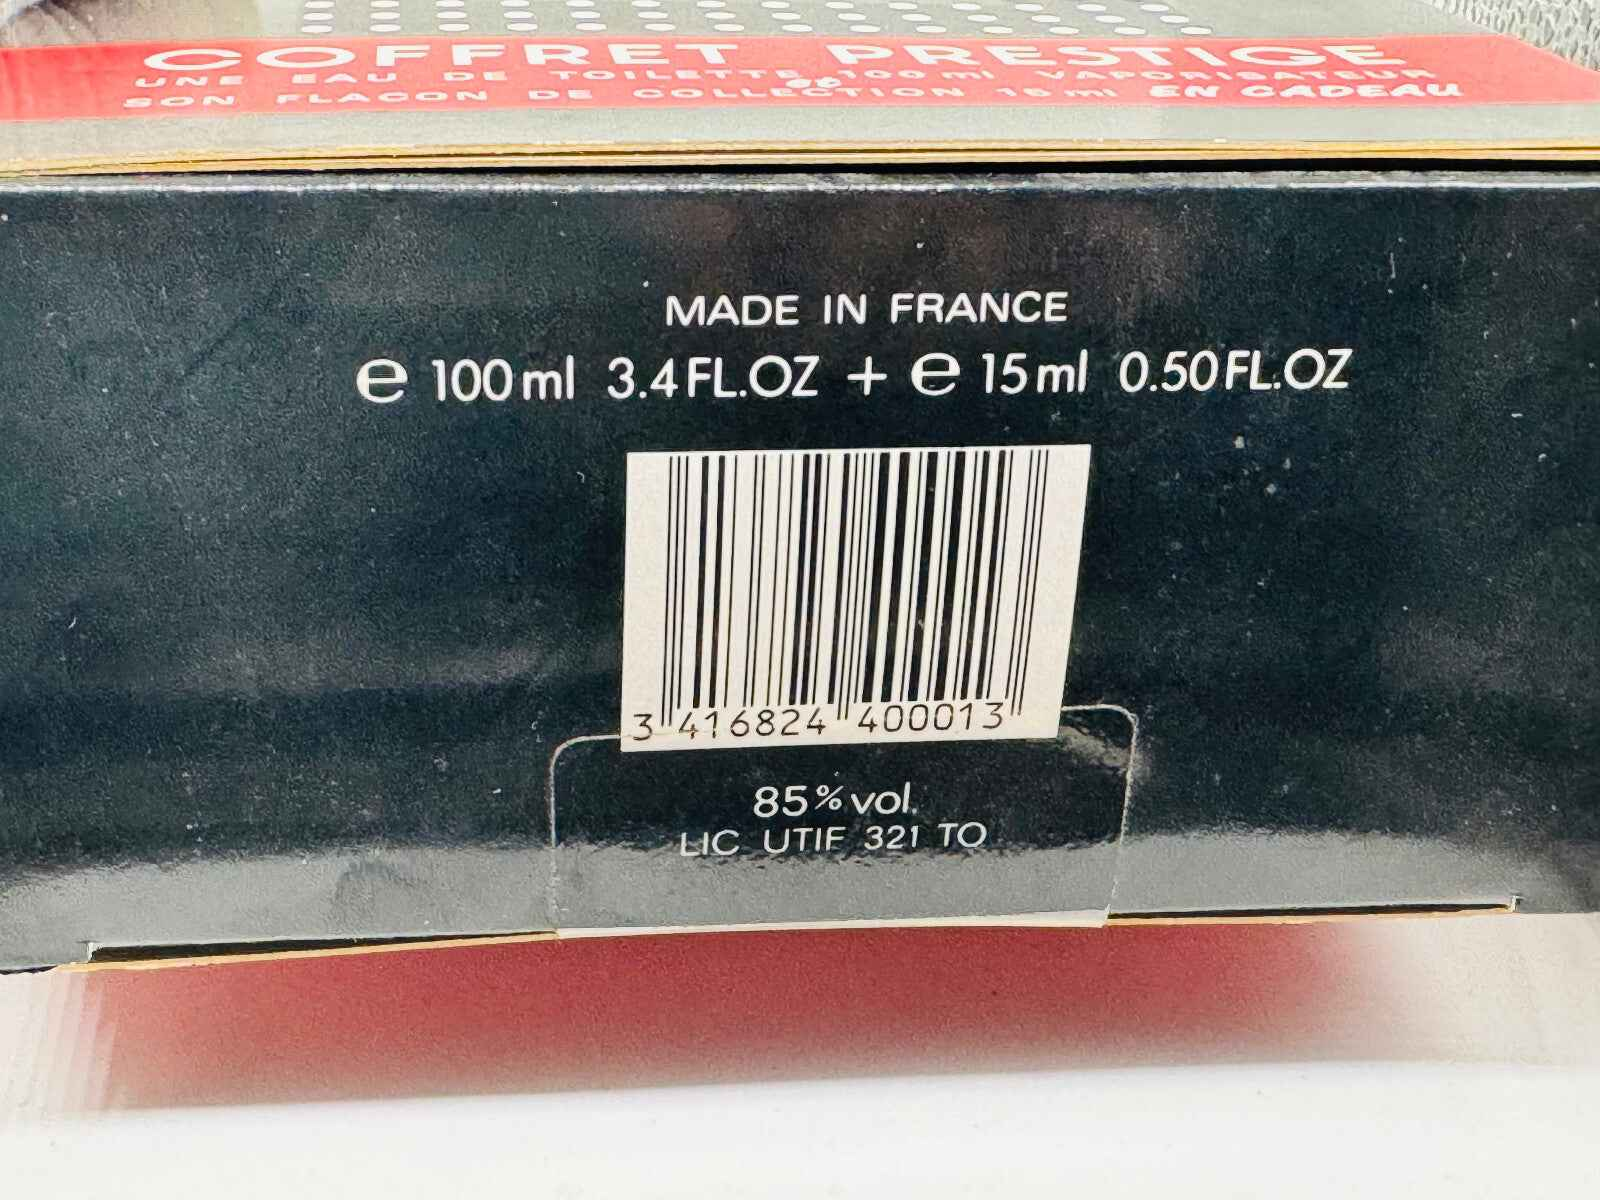 COFFRET PRESTIGE
UNE EAU DE TOILETTE 100 ml VAPORISATEUR
et
SON FLACON DE COLLECTION 15 ml EN CADEAU
MADE IN FRANCE
e 100 ml 3.4 FL.OZ + e 15 ml 0.50 FL.OZ
3 416824 400013
85% vol.
LIC UTIF 321 TO